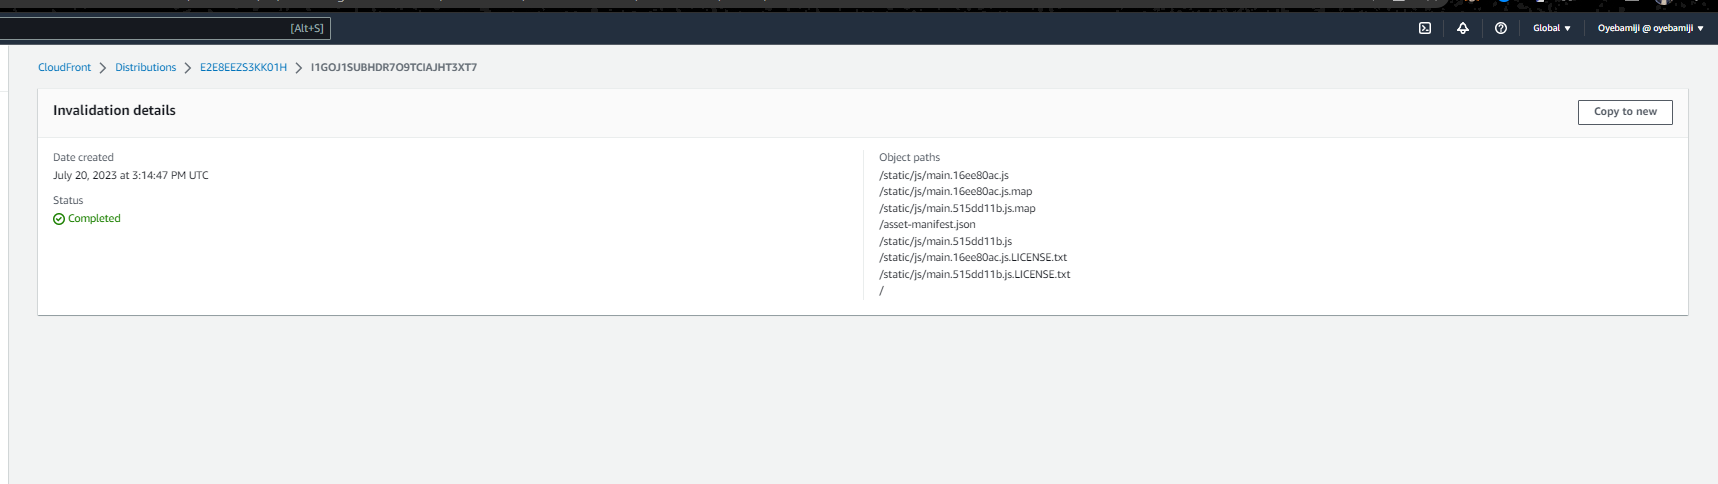 [Alt+S]
Global
Oyebamiji @ oyebamiji
CloudFront > Distributions > E2E8EEZS3KK01H > I1GOJ1SUBHDR7O9TCIAJHT3XT7
Invalidation details
Copy to new
Date created
July 20, 2023 at 3:14:47 PM UTC
Status
Completed
Object paths
/static/js/main.16ee80ac.js
/static/js/main.16ee80ac.js.map
/static/js/main.515dd11b.js.map
/asset-manifest.json
/static/js/main.515dd11b.js
/static/js/main.16ee80ac.js.LICENSE.txt
/static/js/main.515dd11b.js.LICENSE.txt
/